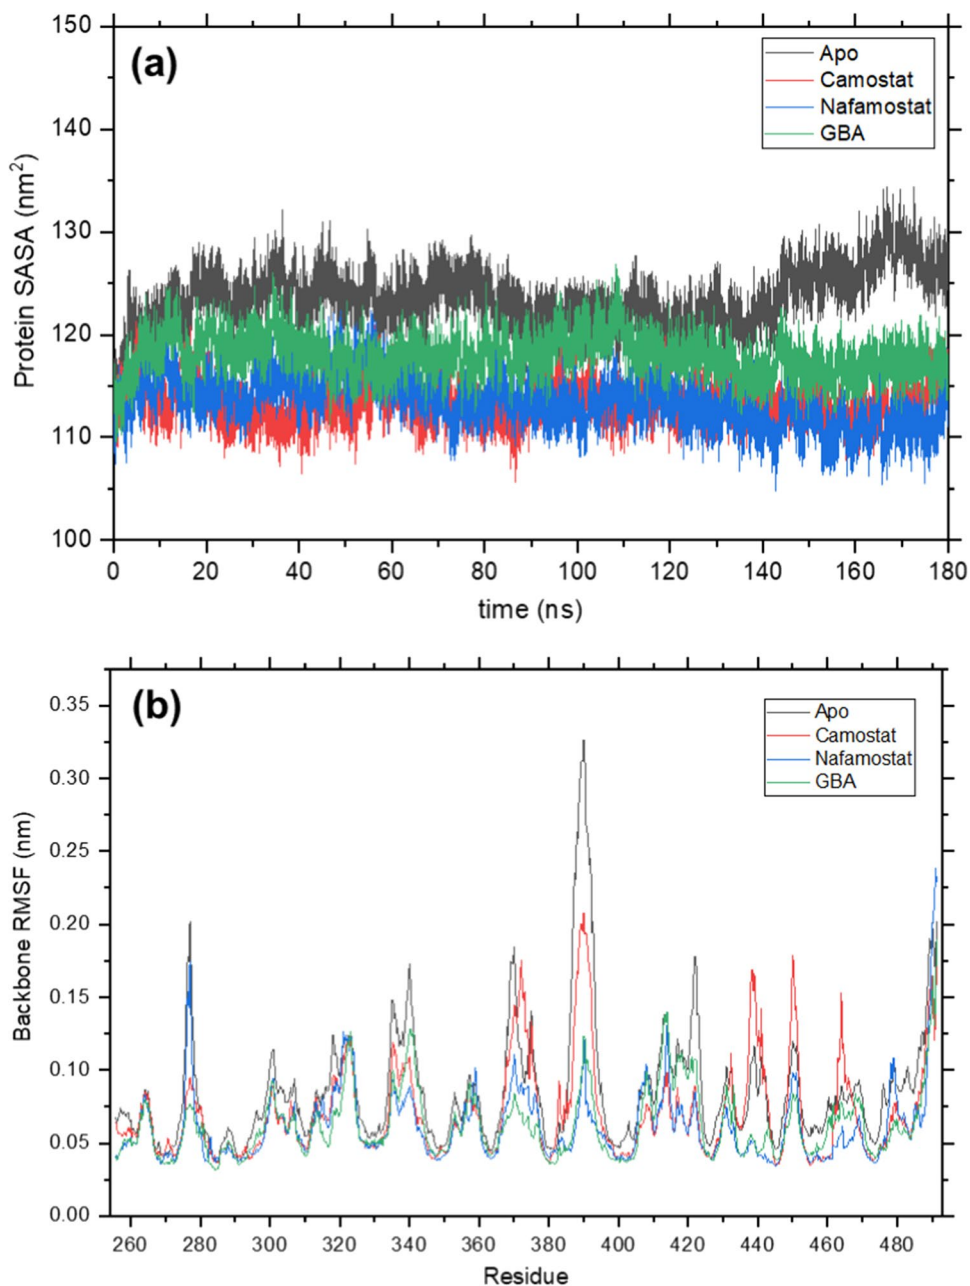 150
(a)
Apo
Camostat
Nafamostat
GBA
140
130
120
110
100
Protein SASA (nm²)
0 20 40 60 80 100 120 140 160 180
time (ns)
(b)
Apo
Camostat
Nafamostat
GBA
0.35
0.30
0.25
0.20
0.15
0.10
0.05
0.00
Backbone RMSF (nm)
260 280 300 320 340 360 380 400 420 440 460 480
Residue